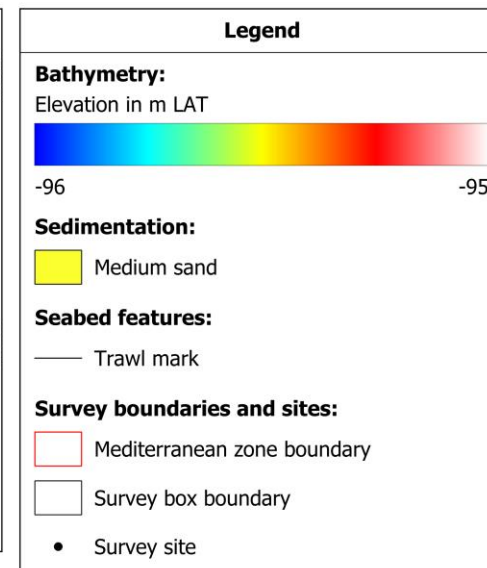 Legend
Bathymetry:
Elevation in m LAT
-96 -95
Sedimentation:
Medium sand
Seabed features:
Trawl mark
Survey boundaries and sites:
Mediterranean zone boundary
Survey box boundary
Survey site